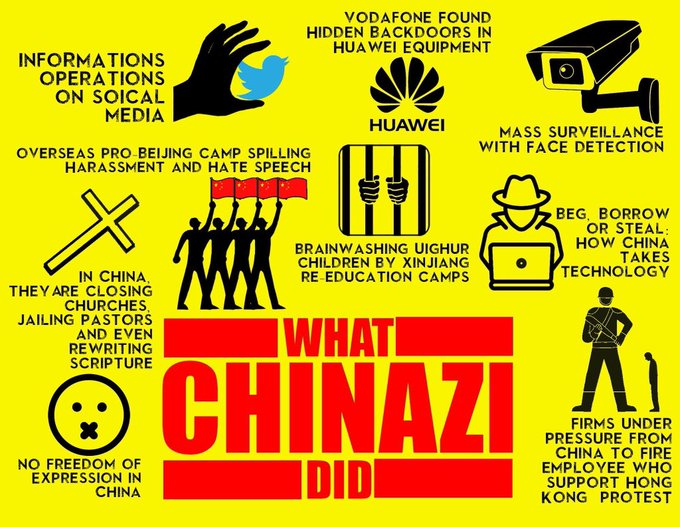 INFORMATIONS
OPERATIONS
ON SOICAL
MEDIA
VODAFONE FOUND
HIDDEN BACKDOORS IN
HUAWEI EQUIPMENT
HUAWEI
MASS SURVEILLANCE
WITH FACE DETECTION
OVERSEAS PRO-BEIJING CAMP SPILLING
HARASSMENT AND HATE SPEECH
BRAINWASHING UIGHUR
CHILDREN BY XINJIANG
RE-EDUCATION CAMPS
BEG, BORROW
OR STEAL:
HOW CHINA
TAKES
TECHNOLOGY
IN CHINA,
THEY ARE CLOSING
CHURCHES,
JAILING PASTORS
AND EVEN
REWRITING
SCRIPTURE
WHAT
CHINAZI
DID
NO FREEDOM OF
EXPRESSION IN
CHINA
FIRMS UNDER
PRESSURE FROM
CHINA TO FIRE
EMPLOYEE WHO
SUPPORT HONG
KONG PROTEST